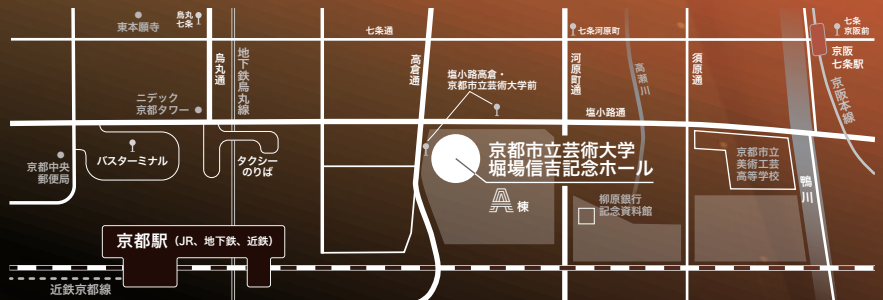 東本願寺
烏丸
七条
七条通
七条河原町
七条
京阪前
京阪
七条駅
烏丸通
地下鉄烏丸線
高倉通
塩小路高倉・
京都市立芸術大学前
河原町通
高瀬川
須原通
京阪本線
ニデック
京都タワー
塩小路通
京都中央
郵便局
バスターミナル
タクシー
のりば
京都市立芸術大学
堀場信吉記念ホール
A棟
京都市立
美術工芸
高等学校
鴨川
柳原銀行
記念資料館
京都駅（JR、地下鉄、近鉄）
近鉄京都線